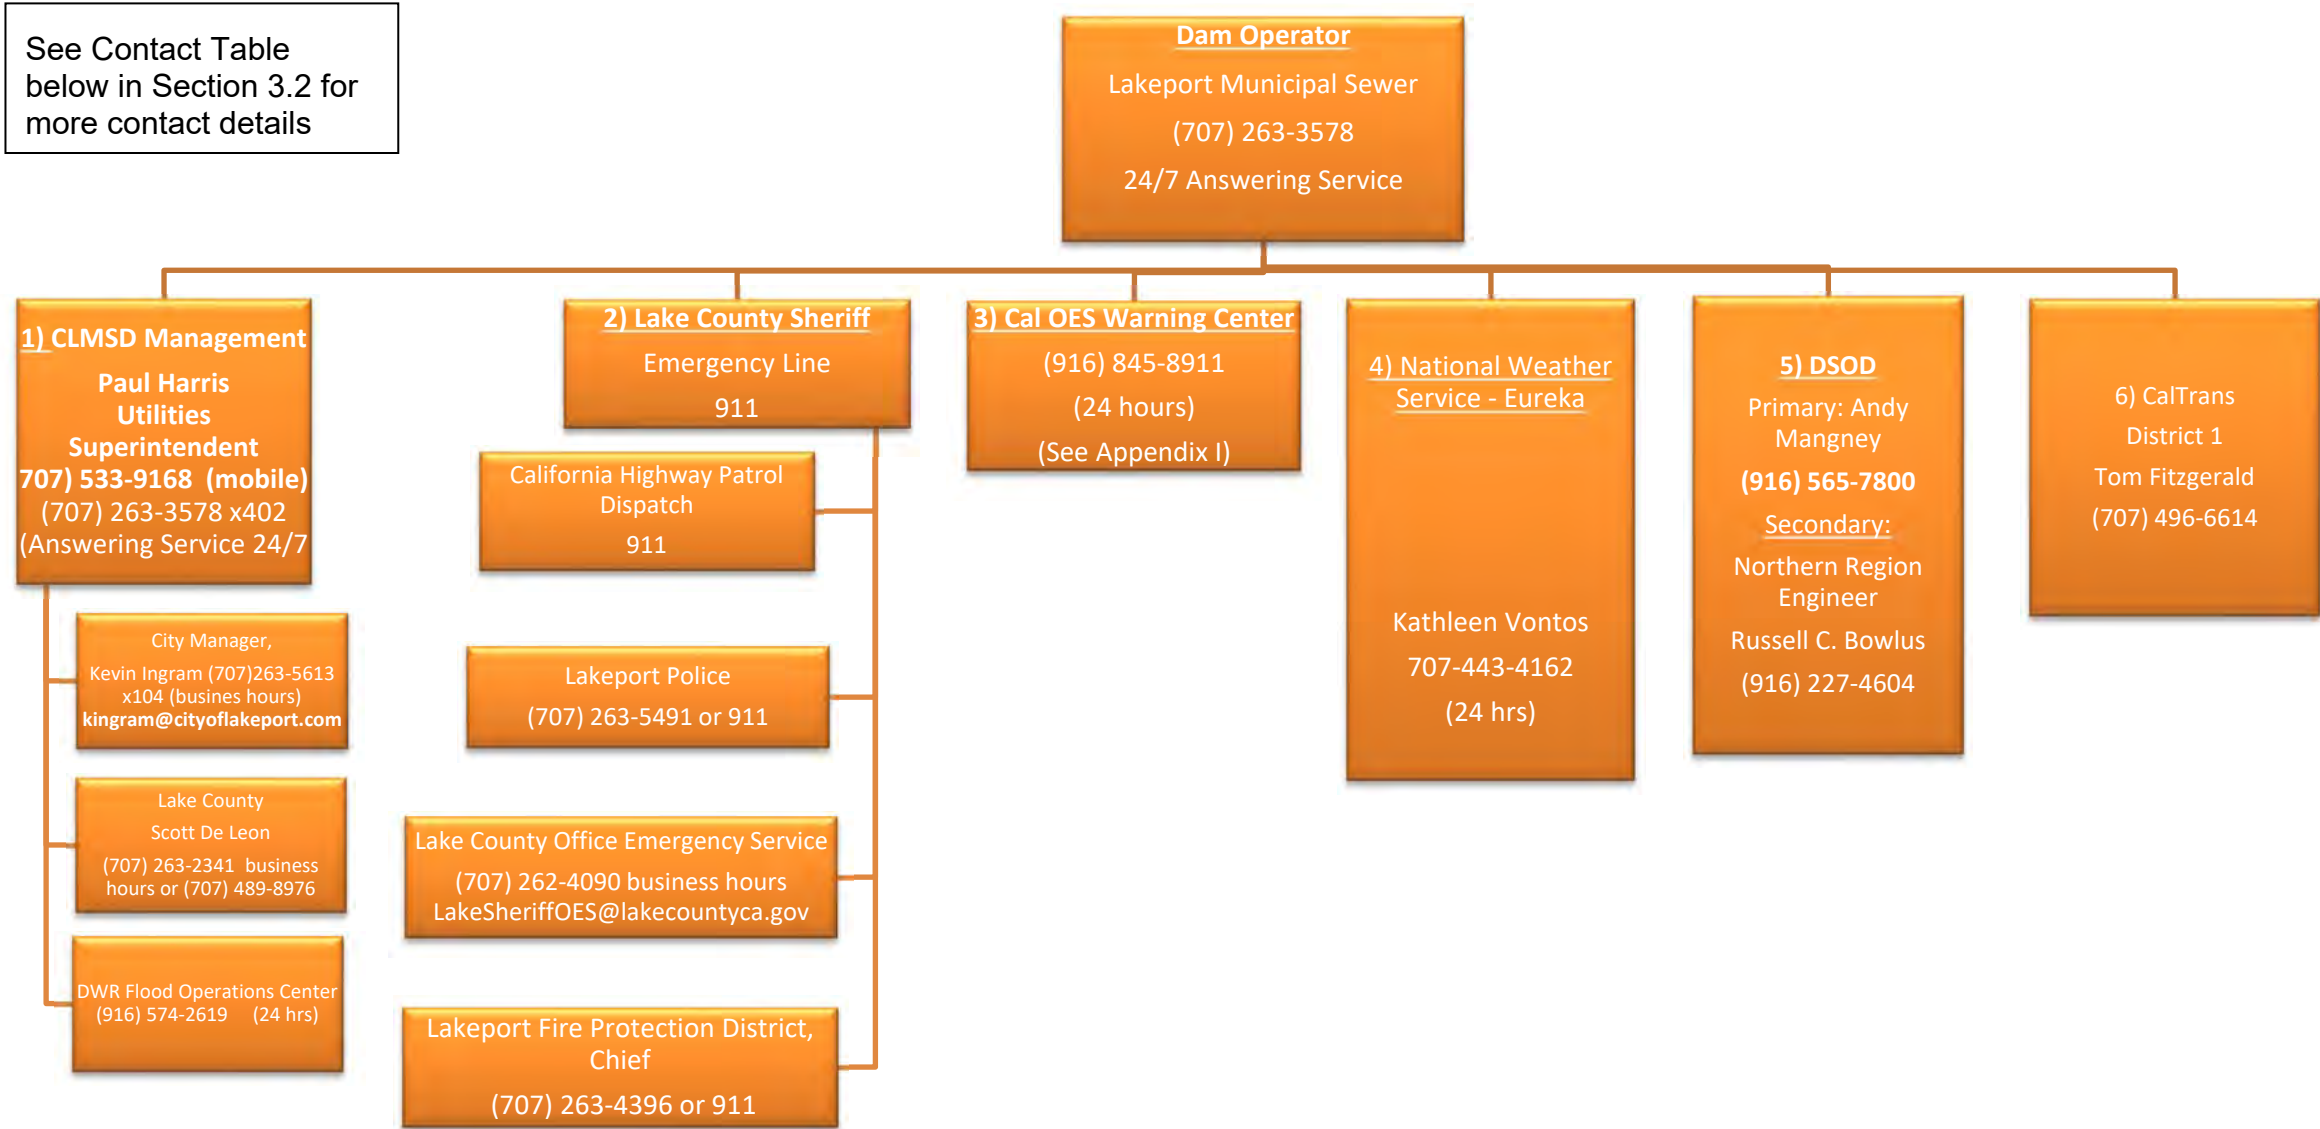 See Contact Table
below in Section 3.2 for
more contact details
Dam Operator
Lakeport Municipal Sewer
(707) 263-3578
24/7 Answering Service
1) CLMSD Management
Paul Harris
Utilities
Superintendent
707) 533-9168 (mobile)
(707) 263-3578 x402
(Answering Service 24/7
City Manager,
Kevin Ingram (707)263-5613
x104 (busines hours)
kingram@cityoflakeport.com
Lake County
Scott De Leon
(707) 263-2341 business
hours or (707) 489-8976
DWR Flood Operations Center
(916) 574-2619 (24 hrs)
2) Lake County Sheriff
Emergency Line
911
California Highway Patrol
Dispatch
911
Lakeport Police
(707) 263-5491 or 911
Lake County Office Emergency Service
(707) 262-4090 business hours
LakeSheriffOES@lakecountyca.gov
Lakeport Fire Protection District,
Chief
(707) 263-4396 or 911
3) Cal OES Warning Center
(916) 845-8911
(24 hours)
(See Appendix I)
4) National Weather
Service - Eureka
Kathleen Vontos
707-443-4162
(24 hrs)
5) DSOD
Primary: Andy
Mangney
(916) 565-7800
Secondary:
Northern Region
Engineer
Russell C. Bowlus
(916) 227-4604
6) CalTrans
District 1
Tom Fitzgerald
(707) 496-6614